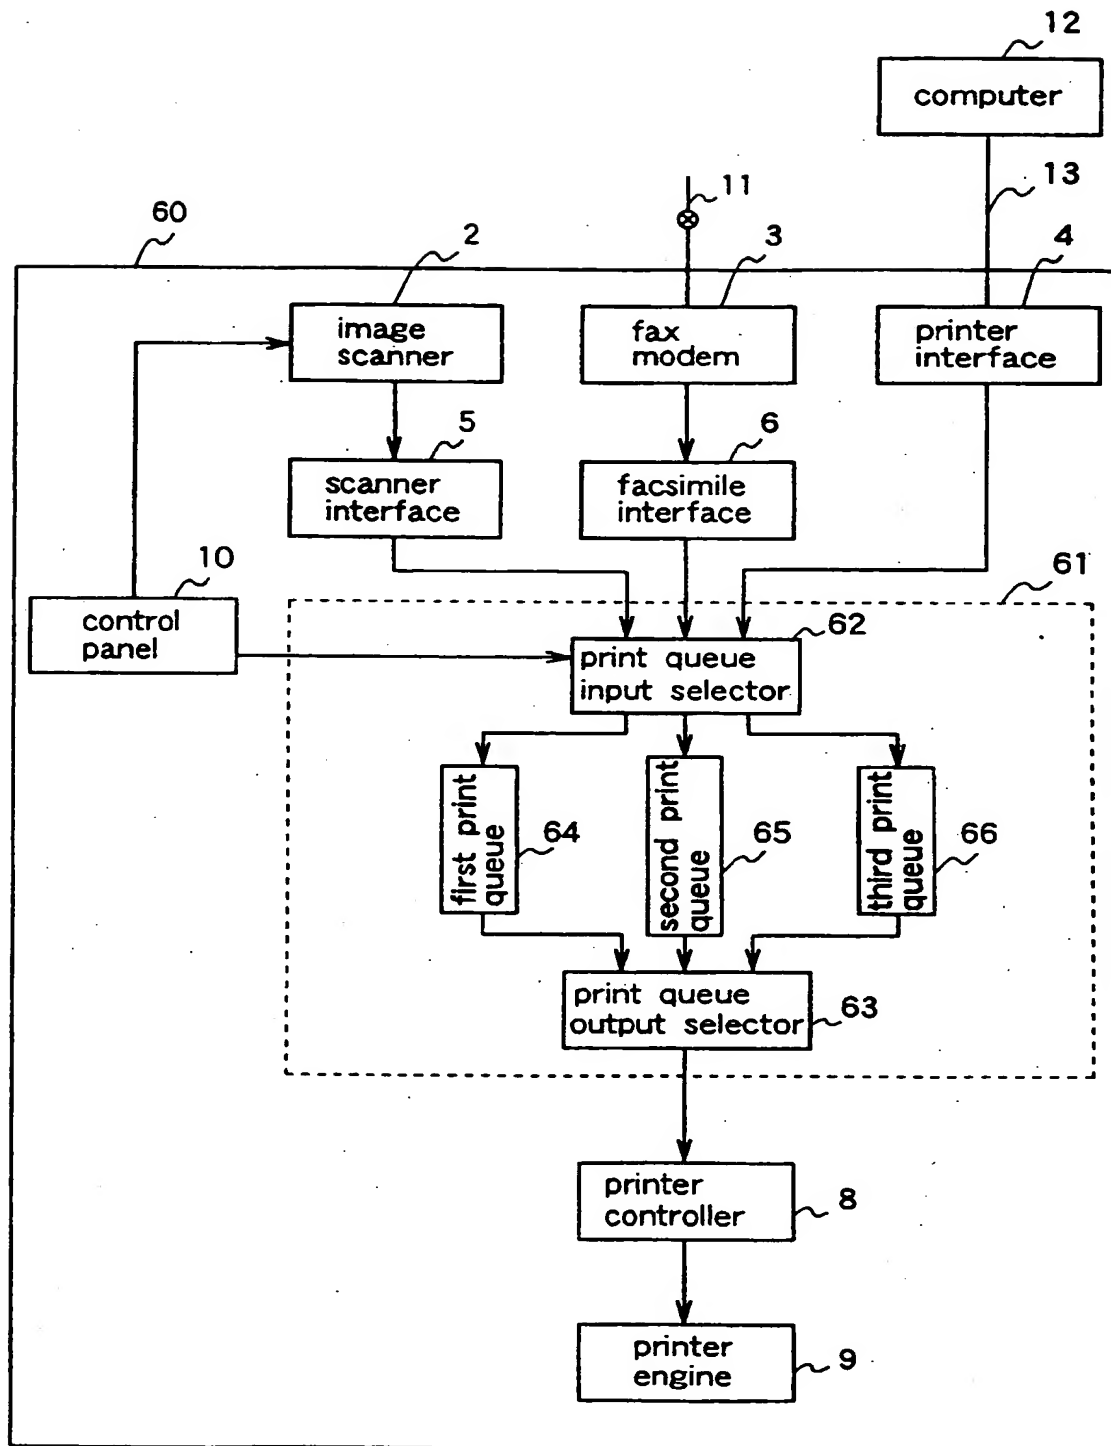 12
computer
11
13
60
2
3
4
image
scanner
fax
modem
printer
interface
5
6
scanner
interface
facsimile
interface
10
61
control
panel
62
print queue
input selector
first print
queue
64
second print
queue
65
third print
queue
66
print queue
output selector
63
printer
controller
8
printer
engine
9